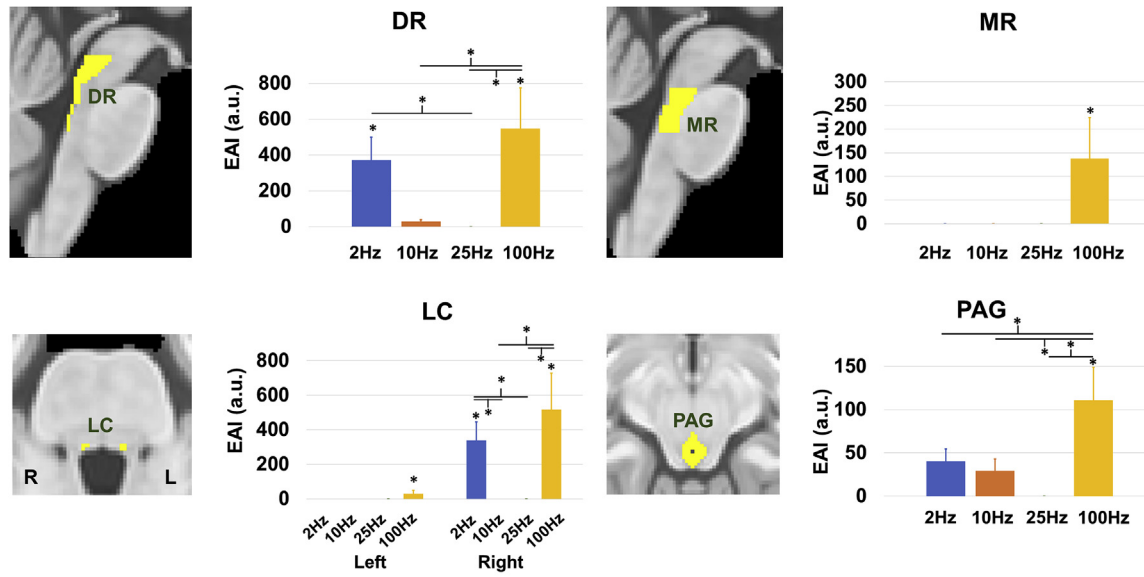 DR
DR
EAI (a.u.)
800
600
400
200
0
*
*
*
*
*
2Hz 10Hz 25Hz 100Hz
MR
MR
EAI (a.u.)
300
250
200
150
100
50
0
*
2Hz 10Hz 25Hz 100Hz
LC
R L
LC
EAI (a.u.)
800
600
400
200
0
*
*
*
*
*
*
*
2Hz 10Hz 25Hz 100Hz 2Hz 10Hz 25Hz 100Hz
Left Right
PAG
PAG
EAI (a.u.)
150
100
50
0
*
*
*
*
2Hz 10Hz 25Hz 100Hz